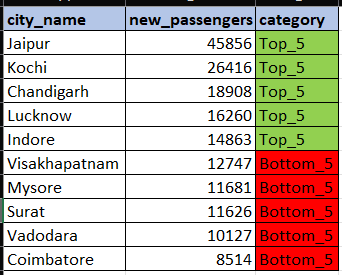 city_name new_passengers category
Jaipur 45856 Top_5
Kochi 26416 Top_5
Chandigarh 18908 Top_5
Lucknow 16260 Top_5
Indore 14863 Top_5
Visakhapatnam 12747 Bottom_5
Mysore 11681 Bottom_5
Surat 11626 Bottom_5
Vadodara 10127 Bottom_5
Coimbatore 8514 Bottom_5